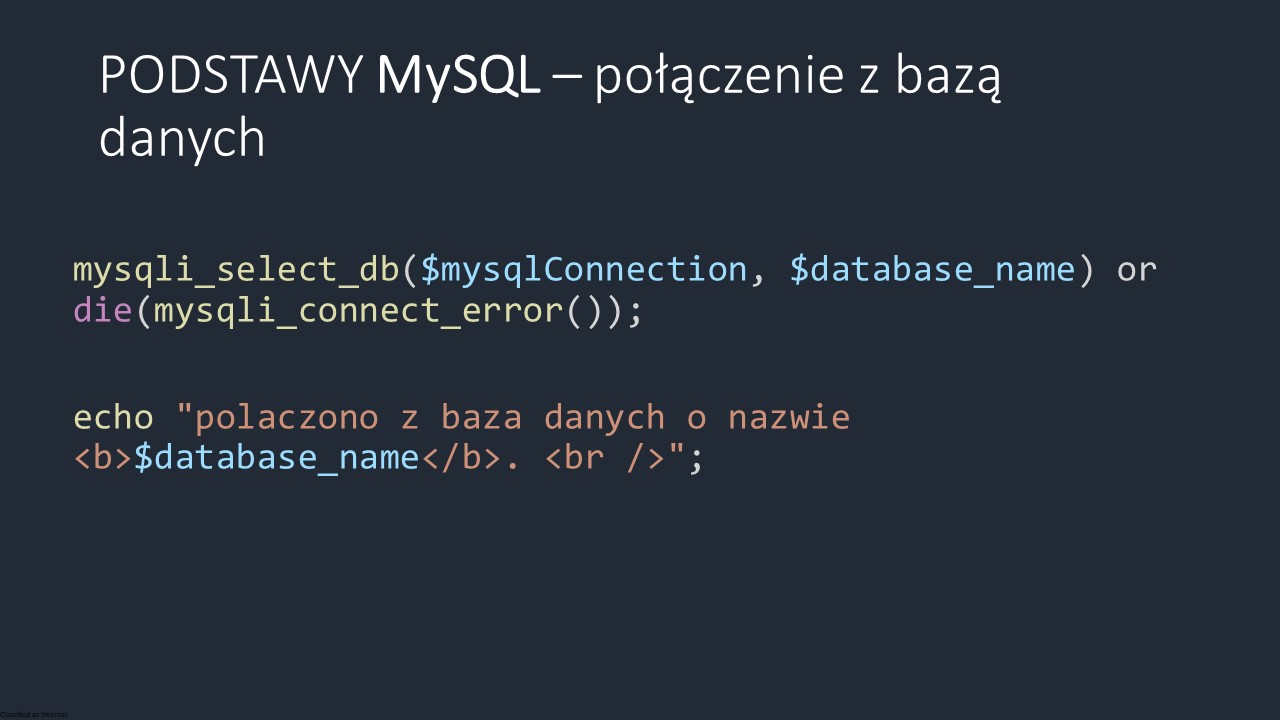 PODSTAWY MySQL – połączenie z bazą
danych
mysqli_select_db($mysqlConnection, $database_name) or
die(mysqli_connect_error());
echo "polaczono z baza danych o nazwie
<b>$database_name</b>. <br />";
Classified as Internal